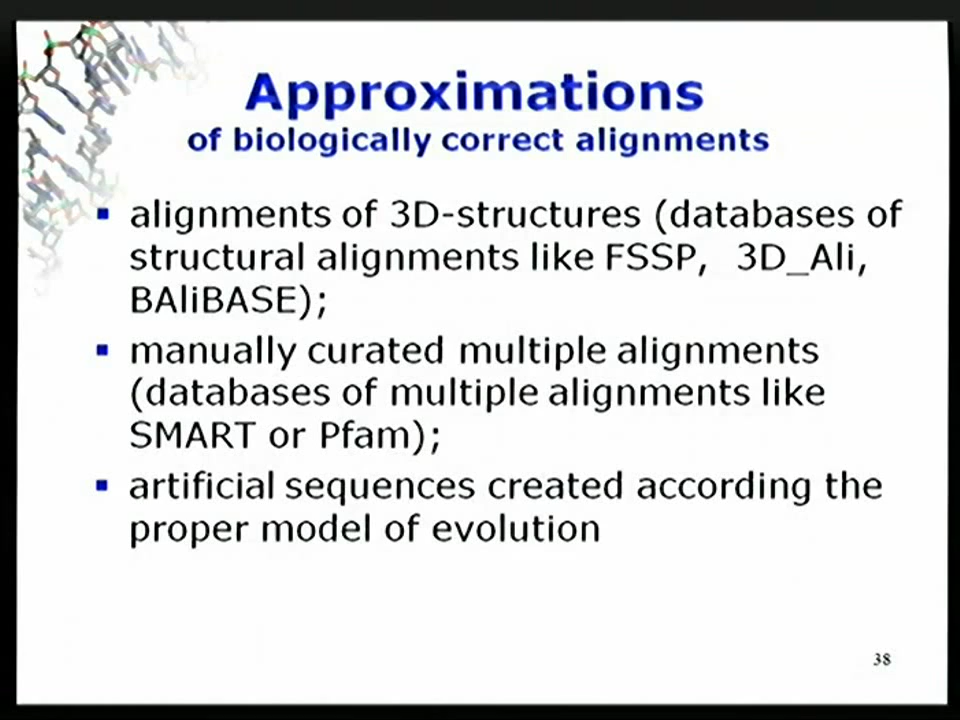 Approximations
of biologically correct alignments
▪ alignments of 3D-structures (databases of
structural alignments like FSSP, 3D_Ali,
BAliBASE);
▪ manually curated multiple alignments
(databases of multiple alignments like
SMART or Pfam);
▪ artificial sequences created according the
proper model of evolution
38